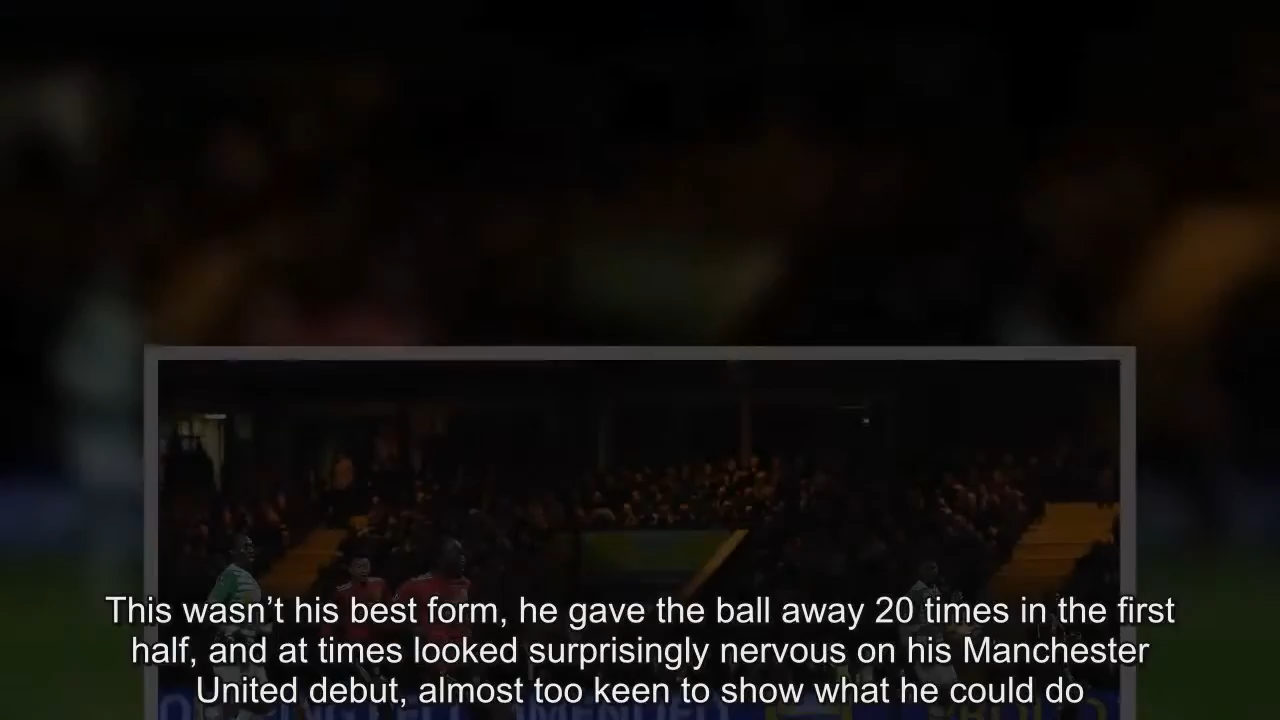 This wasn’t his best form, he gave the ball away 20 times in the first
half, and at times looked surprisingly nervous on his Manchester
United debut, almost too keen to show what he could do